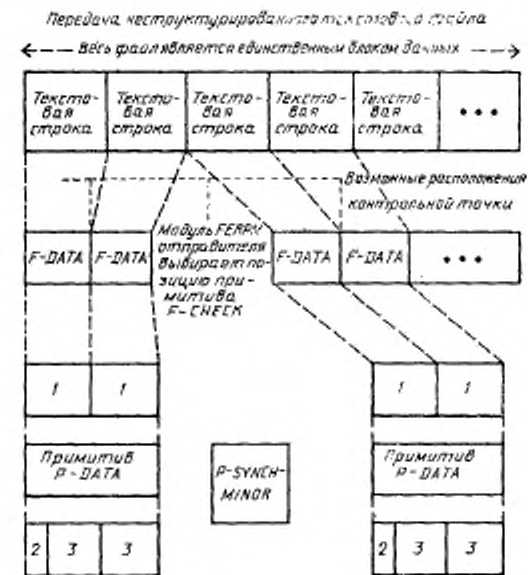 Передача неструктурированного текстового файла
Весь файл является единственным блоком данных
Тексто-
вая
строка
Тексто-
вая
строка
Тексто-
вая
строка
Тексто-
вая
строка
Тексто-
вая
строка
•••
Возможные расположения
контрольной точки
F-DATA
F-DATA
Модуль
отправителя
выбирает по-
зицию при-
митива
F-CHECK
F-DATA
F-DATA
•••
1
1
1
1
Примитив
P-DATA
P-SYNCH-
MINOR
Примитив
P-DATA
2
3
3
2
3
3